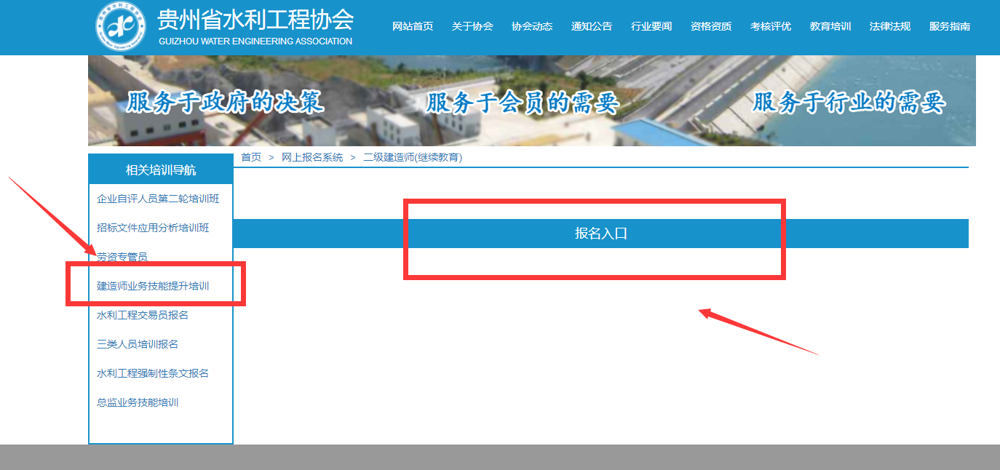 贵州省水利工程协会
GUIZHOU WATER ENGINEERING ASSOCIATION
网站首页 关于协会 协会动态 通知公告 行业要闻 资格资质 考核评优 教育培训 法律法规 服务指南
服务于政府的决策 服务于会员的需要 服务于行业的需要
首页 > 网上报名系统 > 二级建造师(继续教育)
相关培训导航
企业自评人员第二轮培训班
招标文件应用分析培训班
劳资专管员
建造师业务技能提升培训
水利工程交易员报名
三类人员培训报名
水利工程强制性条文报名
总监业务技能培训
报名入口